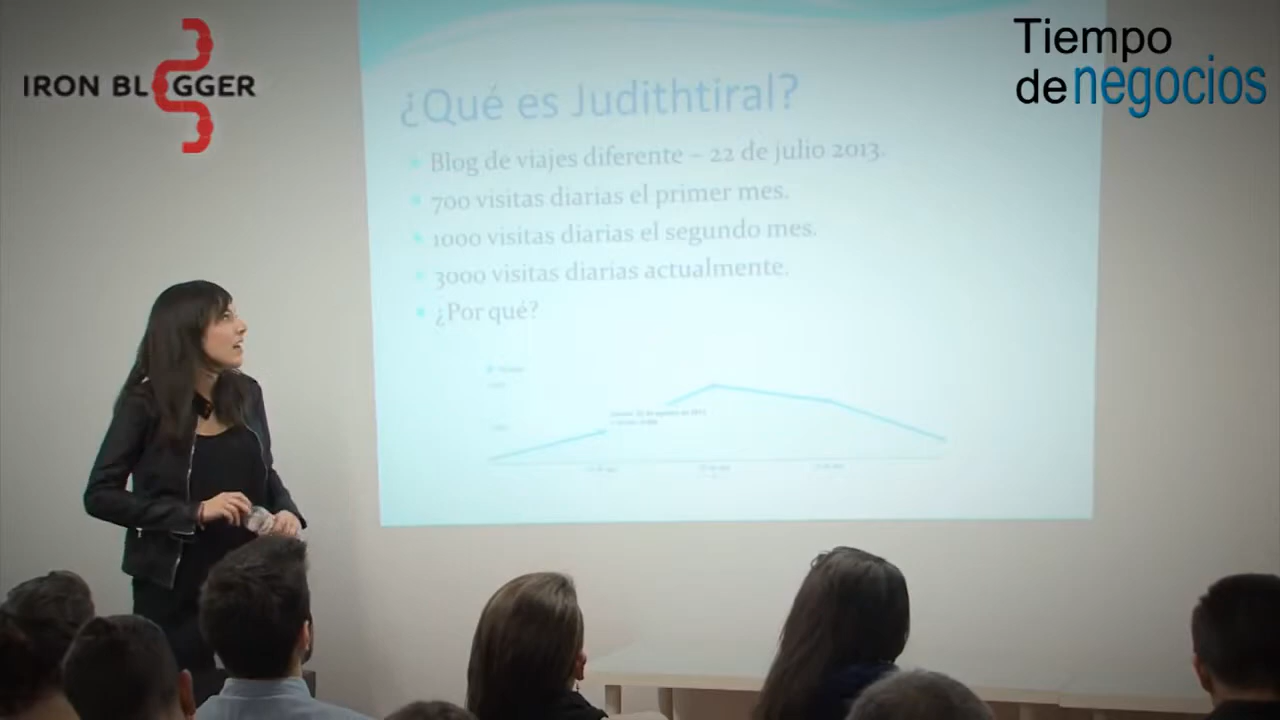 IRON BLOGGER
Tiempo
de negocios
¿Qué es Judithtiral?
Blog de viajes diferente – 22 de julio 2013.
700 visitas diarias el primer mes.
1000 visitas diarias el segundo mes.
3000 visitas diarias actualmente.
¿Por qué?